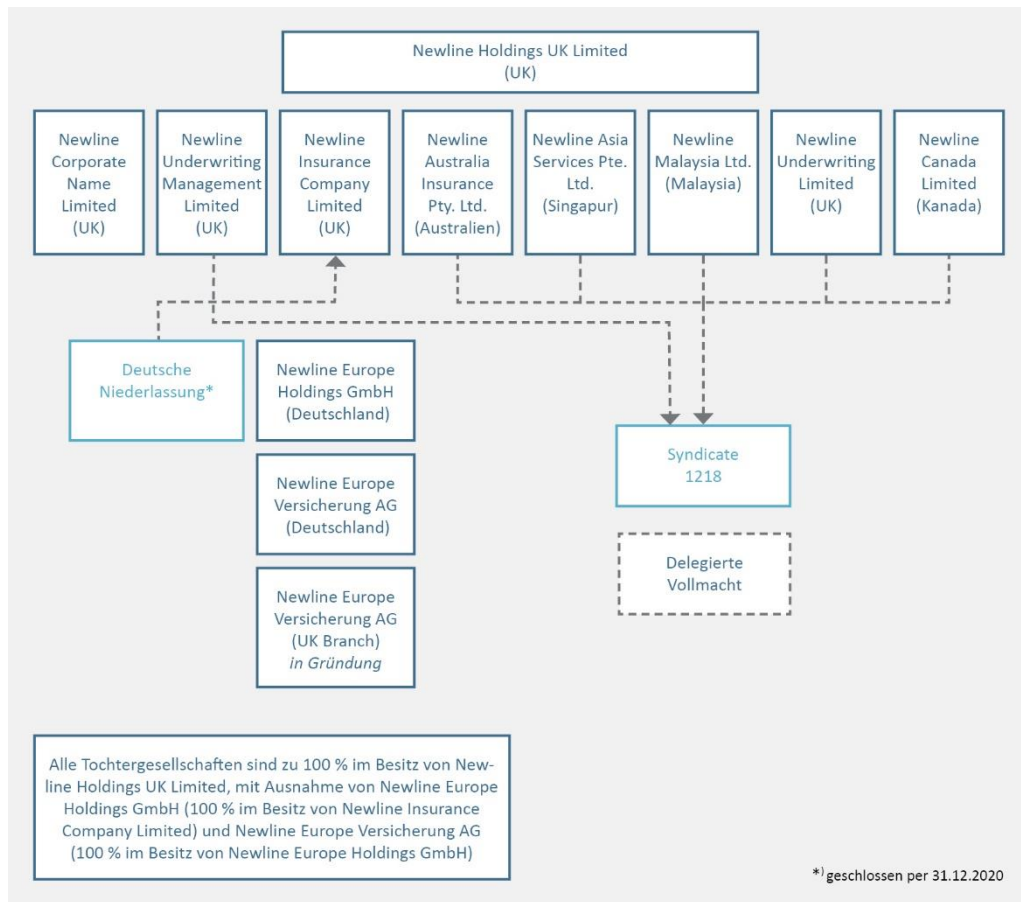 Newline Holdings UK Limited
(UK)
Newline
Corporate
Name
Limited
(UK)
Newline
Underwriting
Management
Limited
(UK)
Newline
Insurance
Company
Limited
(UK)
Newline
Australia
Insurance
Pty. Ltd.
(Australien)
Newline Asia
Services Pte.
Ltd.
(Singapur)
Newline
Malaysia Ltd.
(Malaysia)
Newline
Underwriting
Limited
(UK)
Newline
Canada
Limited
(Kanada)
Deutsche
Niederlassung*
Newline Europe
Holdings GmbH
(Deutschland)
Newline Europe
Versicherung AG
(Deutschland)
Newline Europe
Versicherung AG
(UK Branch)
in Gründung
Syndicate
1218
Delegierte
Vollmacht
Alle Tochtergesellschaften sind zu 100 % im Besitz von New-
line Holdings UK Limited, mit Ausnahme von Newline Europe
Holdings GmbH (100 % im Besitz von Newline Insurance
Company Limited) und Newline Europe Versicherung AG
(100 % im Besitz von Newline Europe Holdings GmbH)
*) geschlossen per 31.12.2020